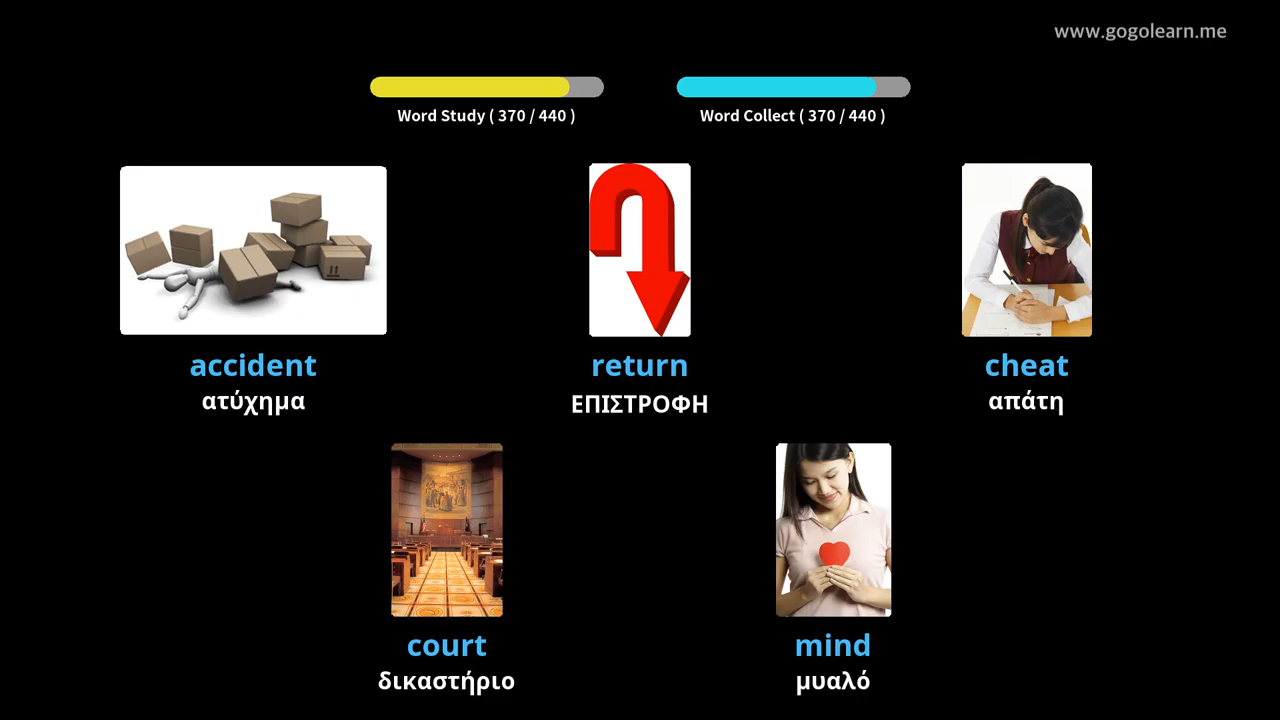 www.gogolearn.me
Word Study ( 370 / 440 )
Word Collect ( 370 / 440 )
accident
ατύχημα
return
ΕΠΙΣΤΡΟΦΗ
cheat
απάτη
court
δικαστήριο
mind
μυαλό